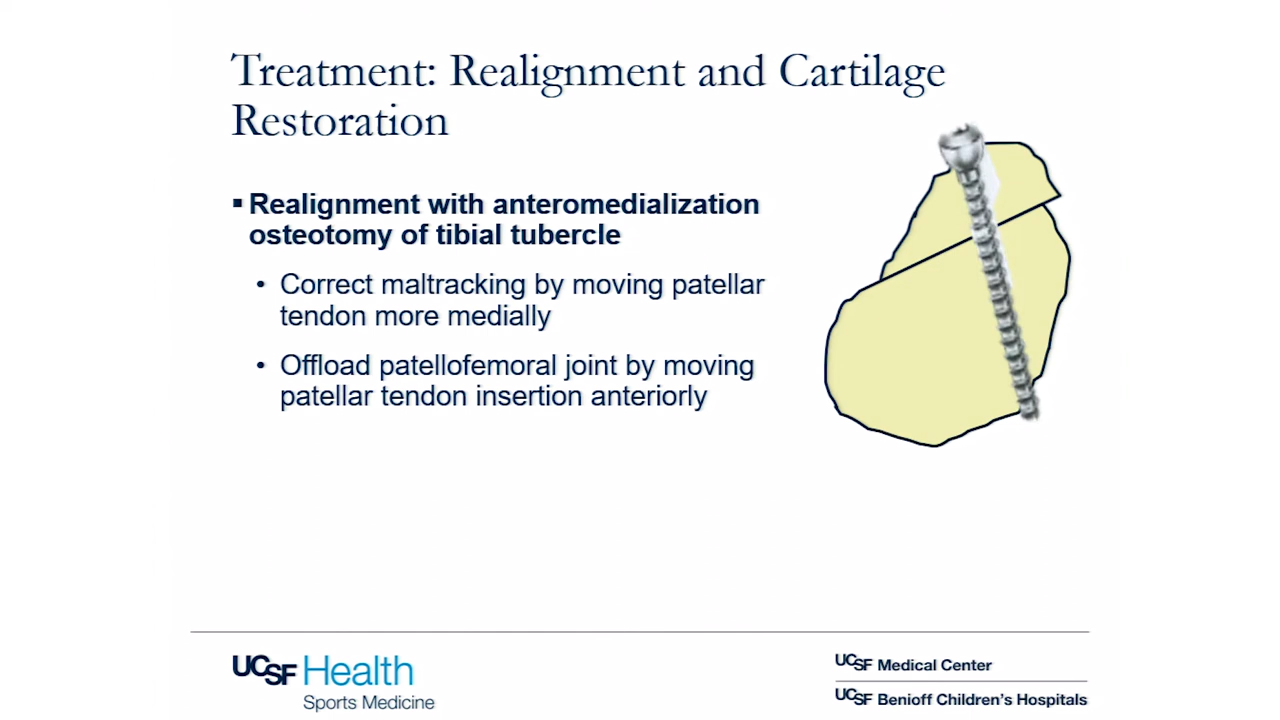 Treatment: Realignment and Cartilage
Restoration
▪ Realignment with anteromedialization
osteotomy of tibial tubercle
• Correct maltracking by moving patellar
tendon more medially
• Offload patellofemoral joint by moving
patellar tendon insertion anteriorly
UCSF Health
Sports Medicine
UCSF Medical Center
UCSF Benioff Children's Hospitals